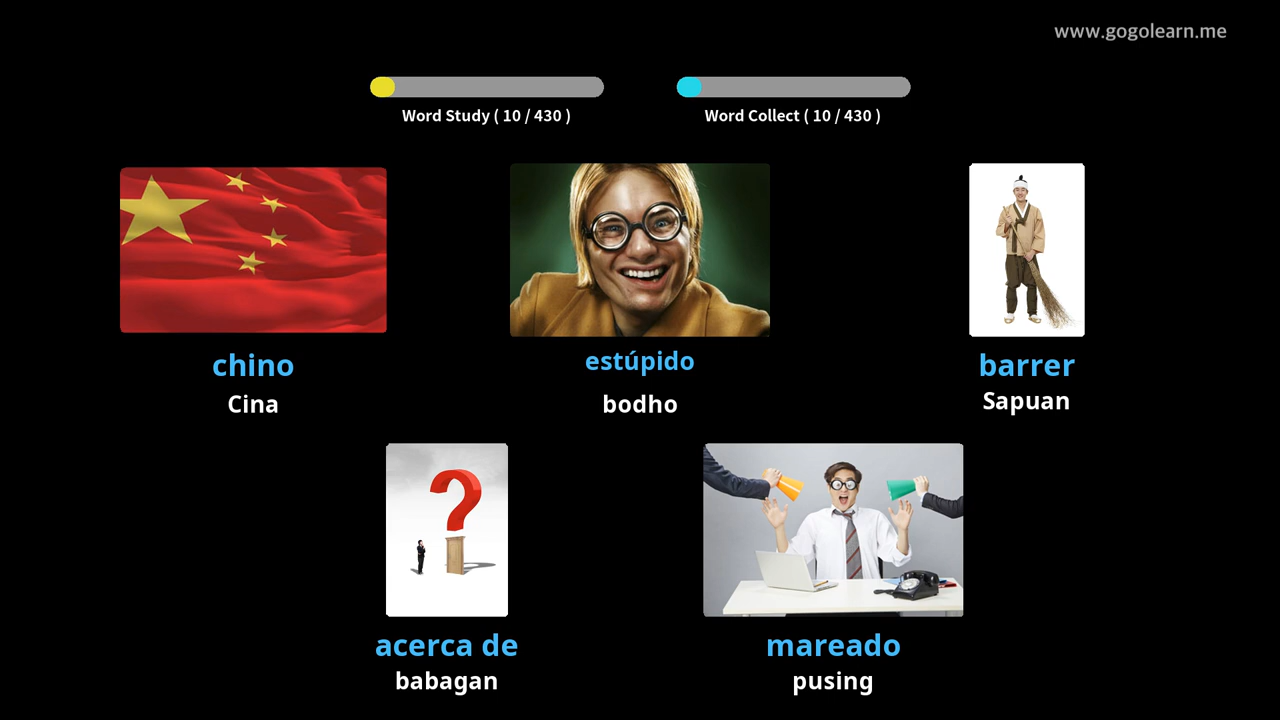 www.gogolearn.me
Word Study ( 10 / 430 )
Word Collect ( 10 / 430 )
chino
Cina
estúpido
bodho
barrer
Sapuan
acerca de
babagan
mareado
pusing